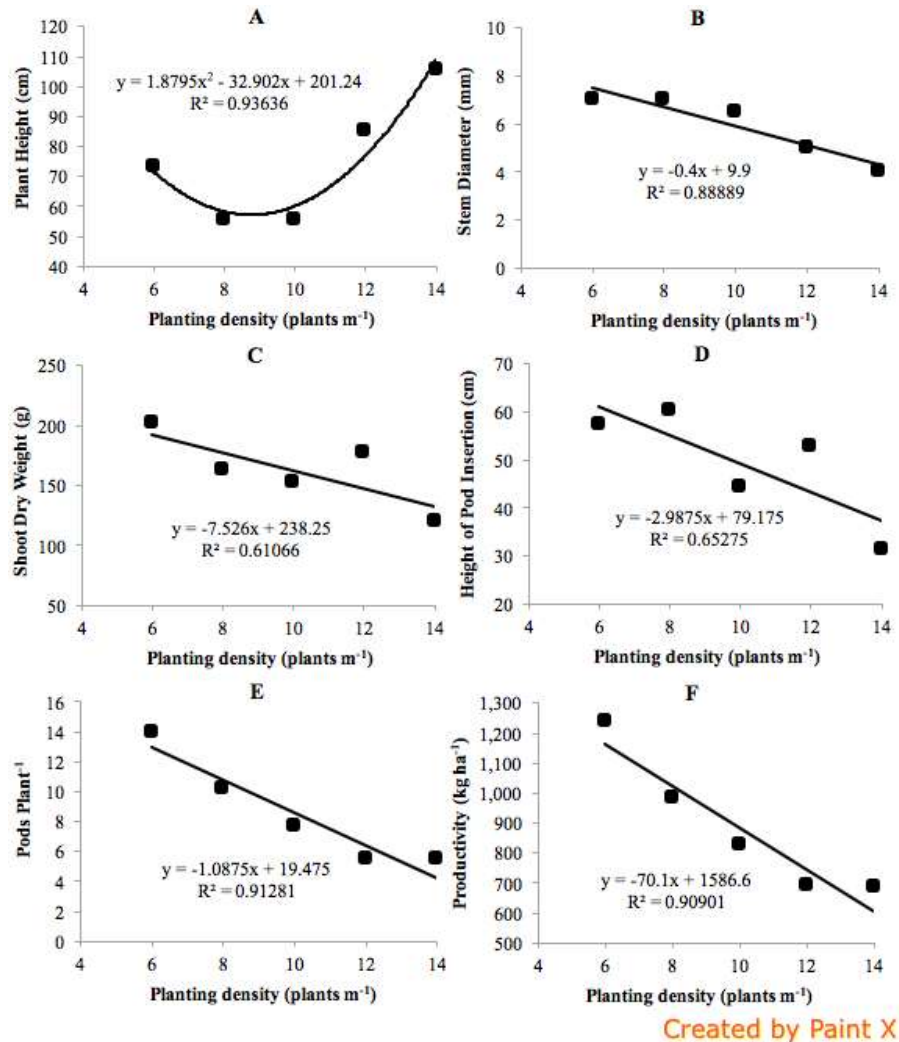 A
Plant Height (cm)
120
110
100
90
80
70
60
50
40
y = 1.8795x² - 32.902x + 201.24
R² = 0.93636
4 6 8 10 12 14
Planting density (plants m⁻¹)
B
Stem Diameter (mm)
10
8
6
4
2
0
y = -0.4x + 9.9
R² = 0.88889
4 6 8 10 12 14
Planting density (plants m⁻¹)
C
Shoot Dry Weight (g)
250
200
150
100
50
y = -7.526x + 238.25
R² = 0.61066
4 6 8 10 12 14
Planting density (plants m⁻¹)
D
Height of Pod Insertion (cm)
70
60
50
40
30
20
y = -2.9875x + 79.175
R² = 0.65275
4 6 8 10 12 14
Planting density (plants m⁻¹)
E
Pods Plant⁻¹
16
14
12
10
8
6
4
2
0
y = -1.0875x + 19.475
R² = 0.91281
4 6 8 10 12 14
Planting density (plants m⁻¹)
F
Productivity (kg ha⁻¹)
1,300
1,200
1,100
1,000
900
800
700
600
500
y = -70.1x + 1586.6
R² = 0.90901
4 6 8 10 12 14
Planting density (plants m⁻¹)
Created by Paint X